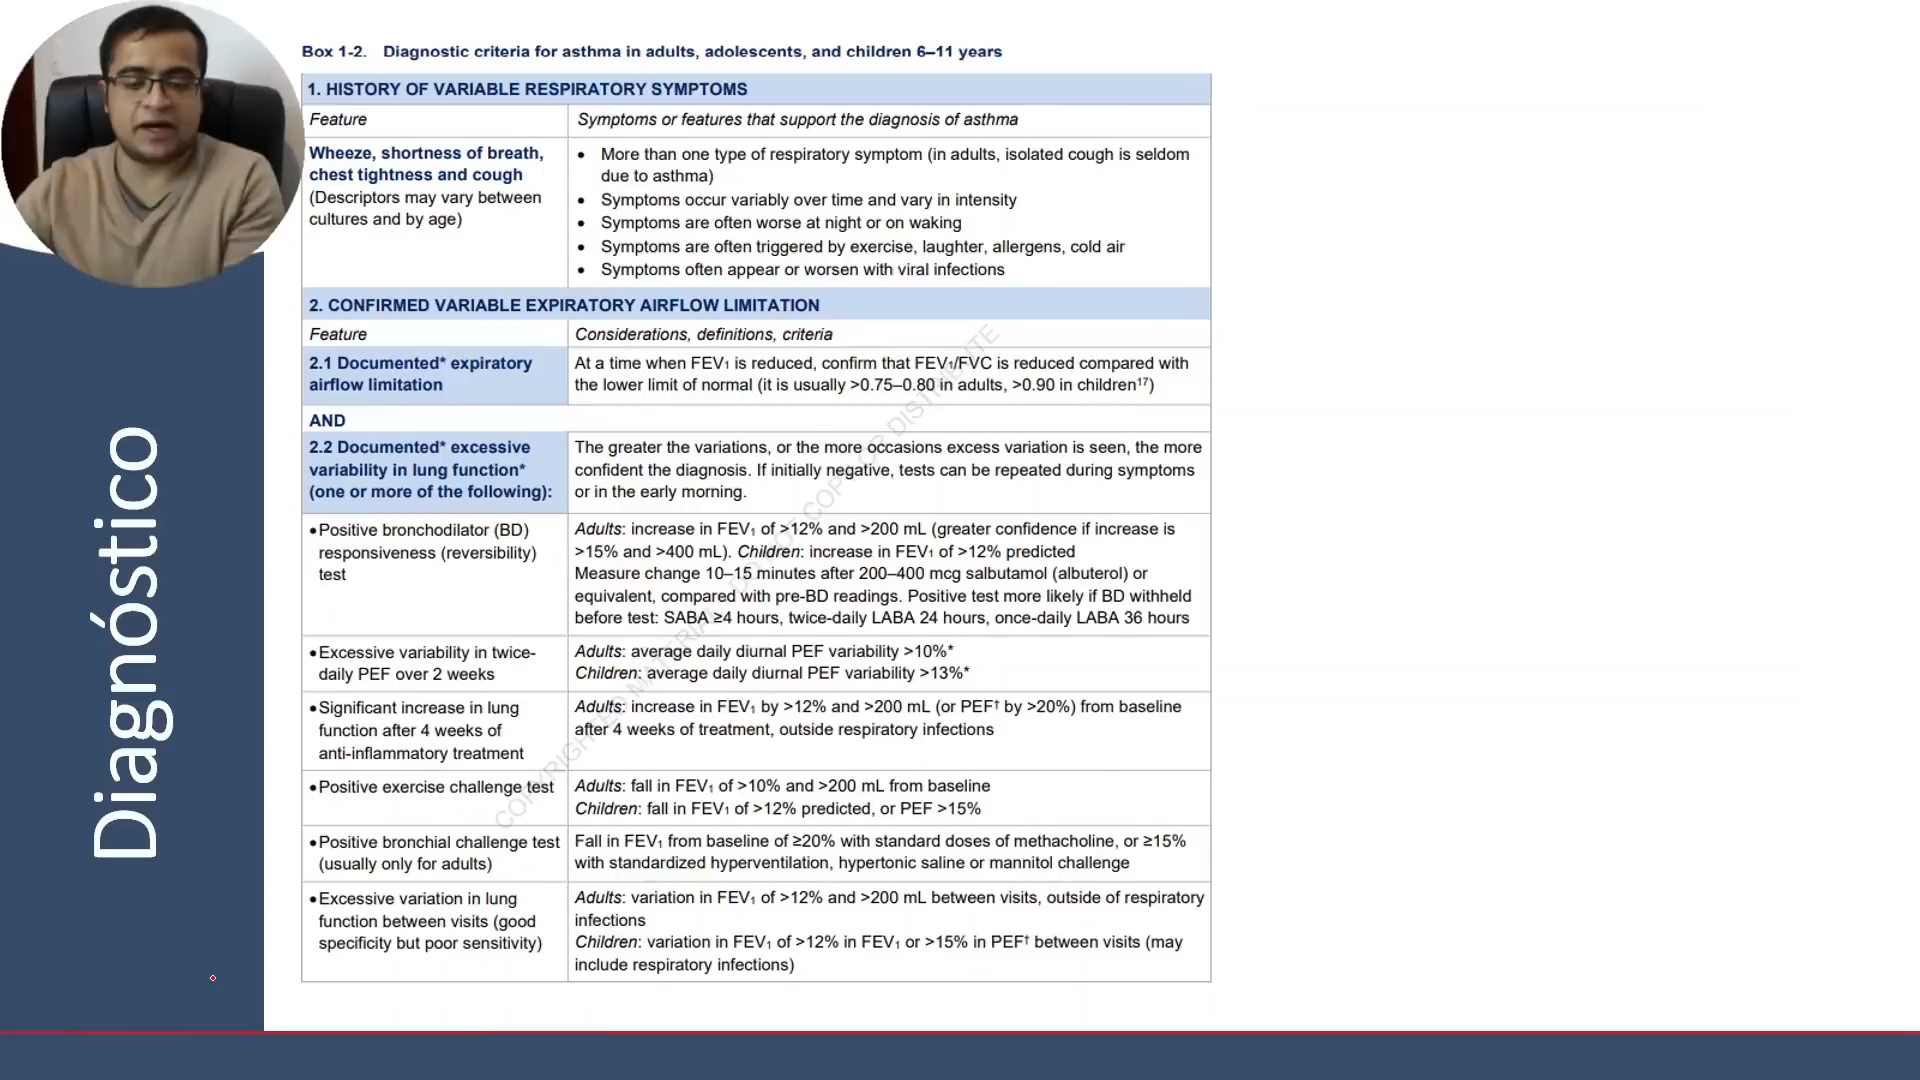 Box 1-2. Diagnostic criteria for asthma in adults, adolescents, and children 6–11 years
1. HISTORY OF VARIABLE RESPIRATORY SYMPTOMS
Feature
Symptoms or features that support the diagnosis of asthma
Wheeze, shortness of breath,
chest tightness and cough
(Descriptors may vary between
cultures and by age)
• More than one type of respiratory symptom (in adults, isolated cough is seldom
due to asthma)
• Symptoms occur variably over time and vary in intensity
• Symptoms are often worse at night or on waking
• Symptoms are often triggered by exercise, laughter, allergens, cold air
• Symptoms often appear or worsen with viral infections
2. CONFIRMED VARIABLE EXPIRATORY AIRFLOW LIMITATION
Feature
Considerations, definitions, criteria
2.1 Documented* expiratory
airflow limitation
At a time when FEV₁ is reduced, confirm that FEV₁/FVC is reduced compared with
the lower limit of normal (it is usually >0.75–0.80 in adults, >0.90 in children¹⁷)
AND
2.2 Documented* excessive
variability in lung function*
(one or more of the following):
The greater the variations, or the more occasions excess variation is seen, the more
confident the diagnosis. If initially negative, tests can be repeated during symptoms
or in the early morning.
• Positive bronchodilator (BD)
responsiveness (reversibility)
test
Adults: increase in FEV₁ of >12% and >200 mL (greater confidence if increase is
>15% and >400 mL). Children: increase in FEV₁ of >12% predicted
Measure change 10–15 minutes after 200–400 mcg salbutamol (albuterol) or
equivalent, compared with pre-BD readings. Positive test more likely if BD withheld
before test: SABA ≥4 hours, twice-daily LABA 24 hours, once-daily LABA 36 hours
• Excessive variability in twice-
daily PEF over 2 weeks
Adults: average daily diurnal PEF variability >10%*
Children: average daily diurnal PEF variability >13%*
• Significant increase in lung
function after 4 weeks of
anti-inflammatory treatment
Adults: increase in FEV₁ by >12% and >200 mL (or PEF† by >20%) from baseline
after 4 weeks of treatment, outside respiratory infections
• Positive exercise challenge test
Adults: fall in FEV₁ of >10% and >200 mL from baseline
Children: fall in FEV₁ of >12% predicted, or PEF >15%
• Positive bronchial challenge test
(usually only for adults)
Fall in FEV₁ from baseline of ≥20% with standard doses of methacholine, or ≥15%
with standardized hyperventilation, hypertonic saline or mannitol challenge
• Excessive variation in lung
function between visits (good
specificity but poor sensitivity)
Adults: variation in FEV₁ of >12% and >200 mL between visits, outside of respiratory
infections
Children: variation in FEV₁ of >12% in FEV₁ or >15% in PEF† between visits (may
include respiratory infections)
Diagnóstico
COPYRIGHTED MATERIAL - DO NOT COPY OR DISTRIBUTE